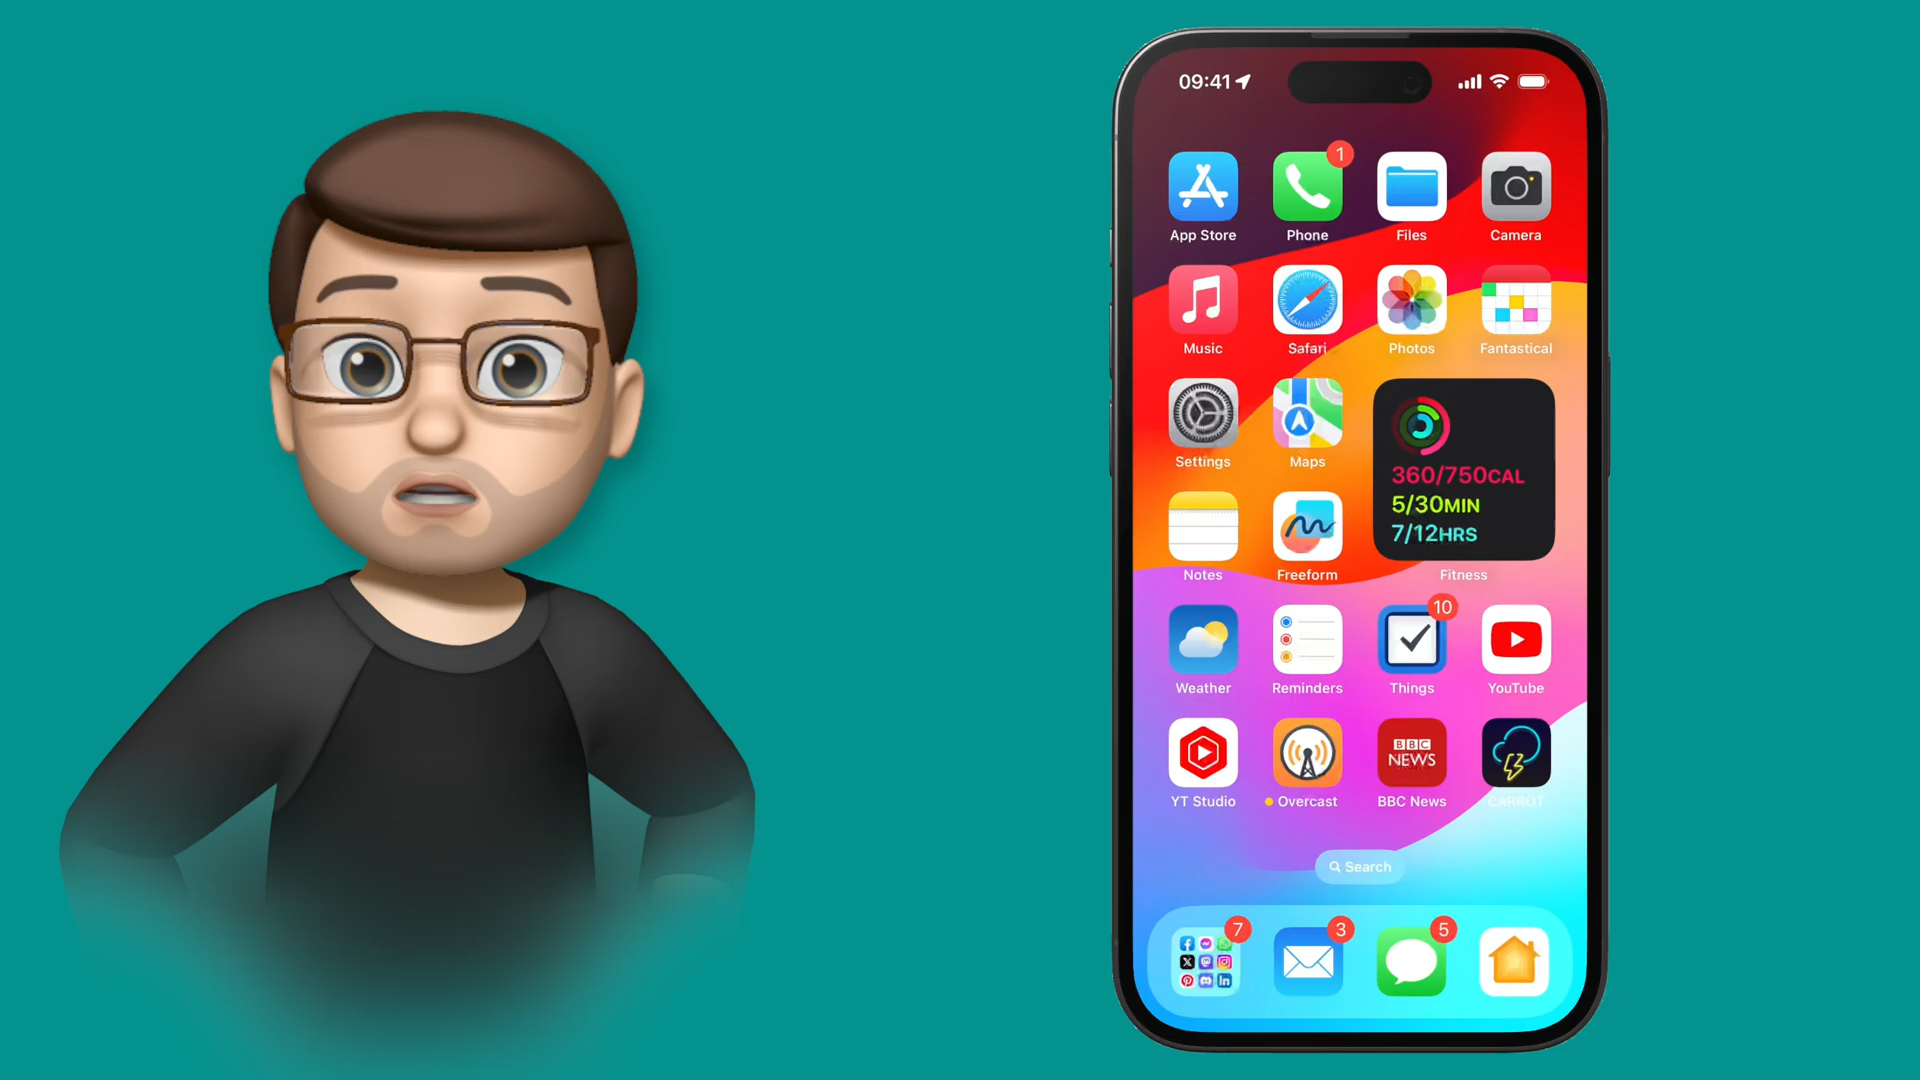 09:41
1
App Store
Phone
Files
Camera
Music
Safari
Photos
Fantastical
360/750CAL
5/30MIN
7/12HRS
Settings
Maps
Notes
Freeform
Fitness
10
Weather
Reminders
Things
YouTube
BBC
NEWS
YT Studio
Overcast
BBC News
CARROT
Search
7
3
5